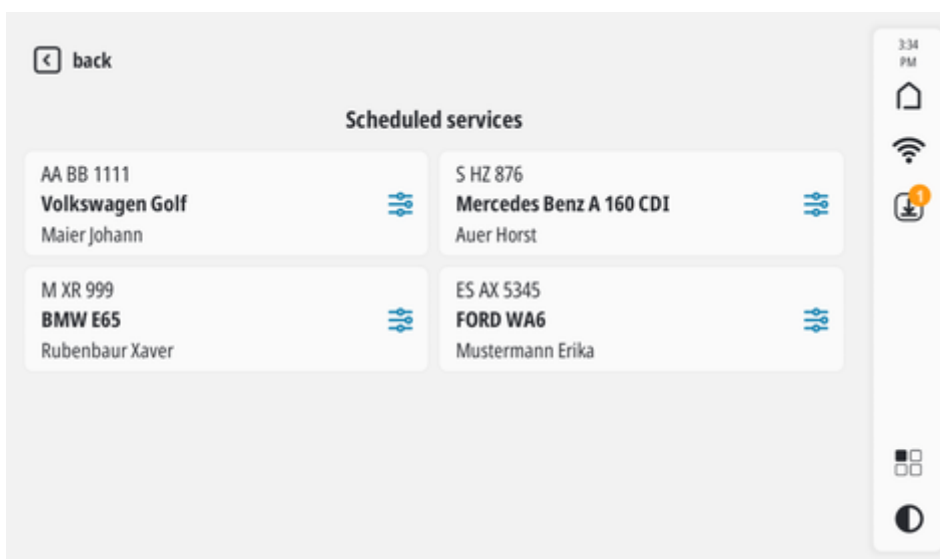 back
Scheduled services
AA BB 1111
Volkswagen Golf
Maier Johann
S HZ 876
Mercedes Benz A 160 CDI
Auer Horst
M XR 999
BMW E65
Rubenbaur Xaver
ES AX 5345
FORD WA6
Mustermann Erika
3:34
PM
1